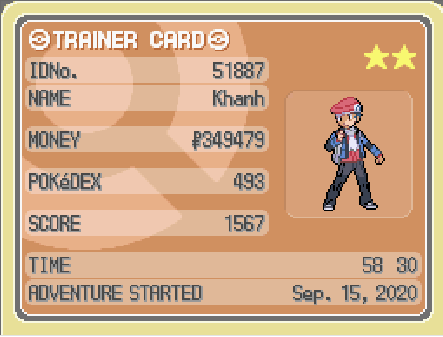 TRAINER CARD
IDNo. 51887
NAME Khanh
MONEY ₽349479
POKéDEX 493
SCORE 1567
TIME 58 30
ADVENTURE STARTED Sep. 15, 2020